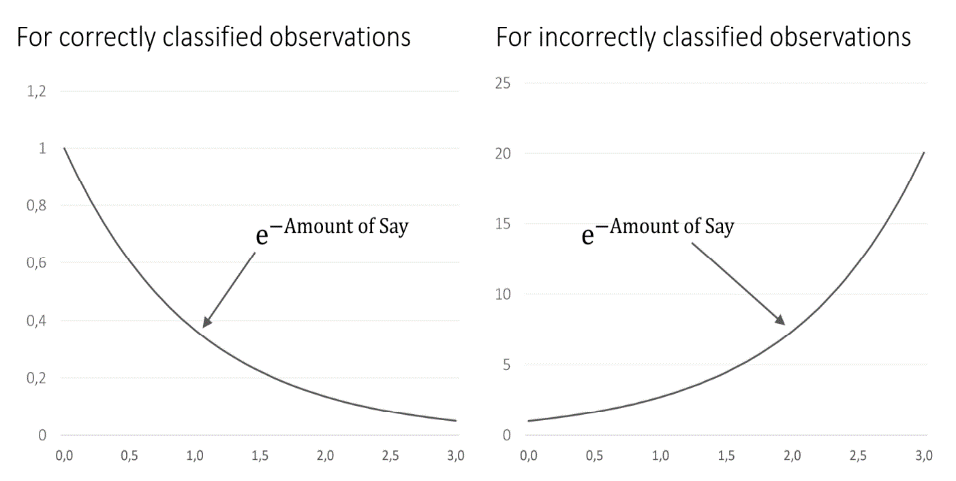 For correctly classified observations
1,2
1
0,8
0,6
0,4
0,2
0
0,0 0,5 1,0 1,5 2,0 2,5 3,0
e−Amount of Say
For incorrectly classified observations
25
20
15
10
5
0
0,0 0,5 1,0 1,5 2,0 2,5 3,0
e−Amount of Say